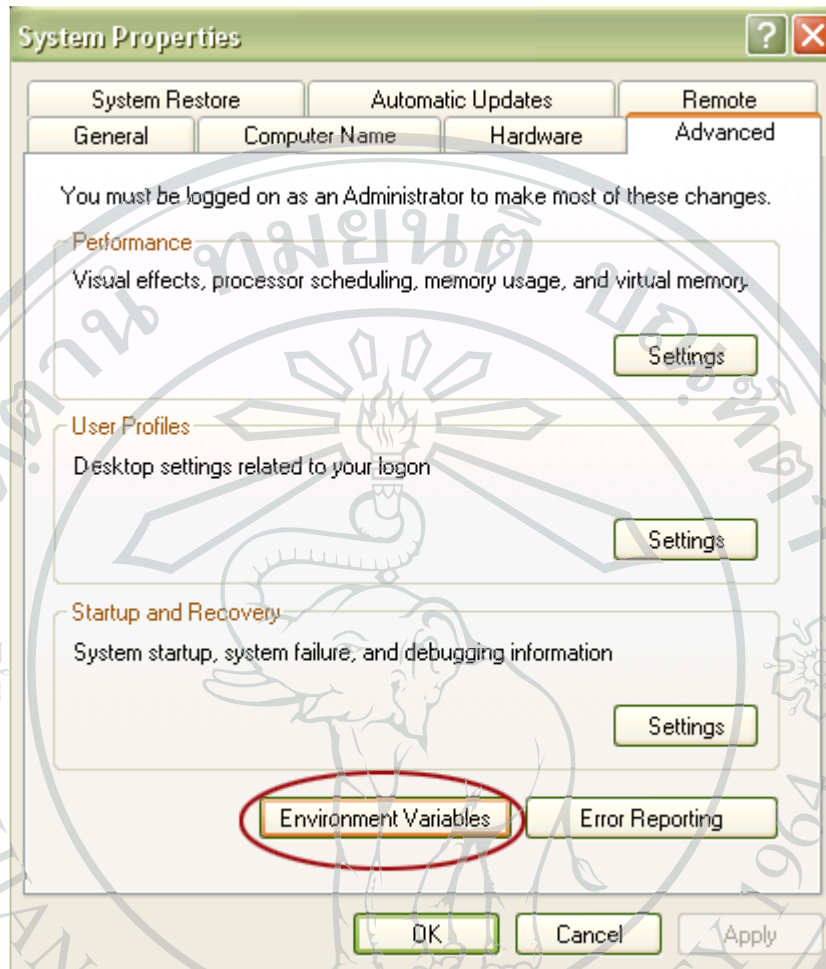 System Properties
System Restore Automatic Updates Remote
General Computer Name Hardware Advanced
You must be logged on as an Administrator to make most of these changes.
Performance
Visual effects, processor scheduling, memory usage, and virtual memory
Settings
User Profiles
Desktop settings related to your logon
Settings
Startup and Recovery
System startup, system failure, and debugging information
Settings
Environment Variables Error Reporting
OK Cancel Apply
1964